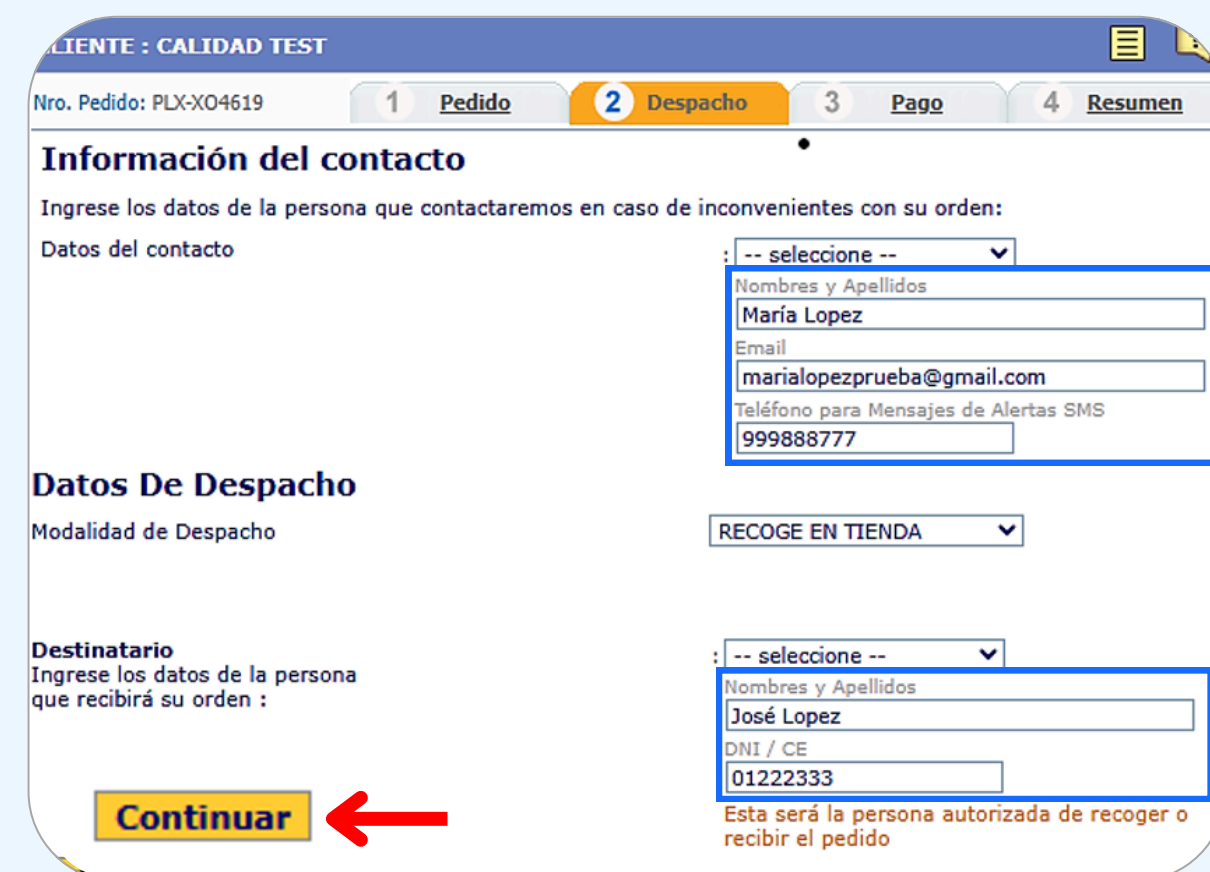 CLIENTE : CALIDAD TEST
Nro. Pedido: PLX-XO4619
1 Pedido
2 Despacho
3 Pago
4 Resumen
Información del contacto
Ingrese los datos de la persona que contactaremos en caso de inconvenientes con su orden:
Datos del contacto
: -- seleccione --
Nombres y Apellidos
María Lopez
Email
marialopezprueba@gmail.com
Teléfono para Mensajes de Alertas SMS
999888777
Datos De Despacho
Modalidad de Despacho
RECOGE EN TIENDA
Destinatario
: -- seleccione --
Ingrese los datos de la persona
que recibirá su orden :
Nombres y Apellidos
José Lopez
DNI / CE
01222333
Continuar
Esta será la persona autorizada de recoger o
recibir el pedido